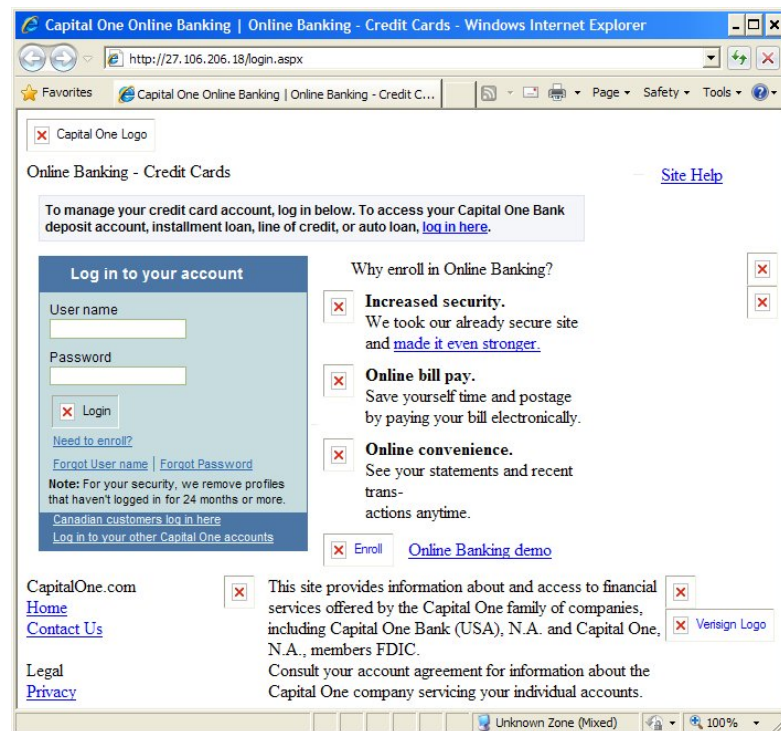 Capital One Online Banking | Online Banking - Credit Cards - Windows Internet Explorer
http://27.106.206.18/login.aspx
Favorites
Capital One Online Banking | Online Banking - Credit C...
Page
Safety
Tools
Capital One Logo
Online Banking - Credit Cards
Site Help
To manage your credit card account, log in below. To access your Capital One Bank
deposit account, installment loan, line of credit, or auto loan, log in here.
Log in to your account
User name
Password
Login
Need to enroll?
Forgot User name | Forgot Password
Note: For your security, we remove profiles
that haven't logged in for 24 months or more.
Canadian customers log in here
Log in to your other Capital One accounts
Why enroll in Online Banking?
Increased security.
We took our already secure site
and made it even stronger.
Online bill pay.
Save yourself time and postage
by paying your bill electronically.
Online convenience.
See your statements and recent
trans-
actions anytime.
Enroll
Online Banking demo
CapitalOne.com
Home
Contact Us
Legal
Privacy
This site provides information about and access to financial
services offered by the Capital One family of companies,
including Capital One Bank (USA), N.A. and Capital One,
N.A., members FDIC.
Consult your account agreement for information about the
Capital One company servicing your individual accounts.
Verisign Logo
Unknown Zone (Mixed)
100%